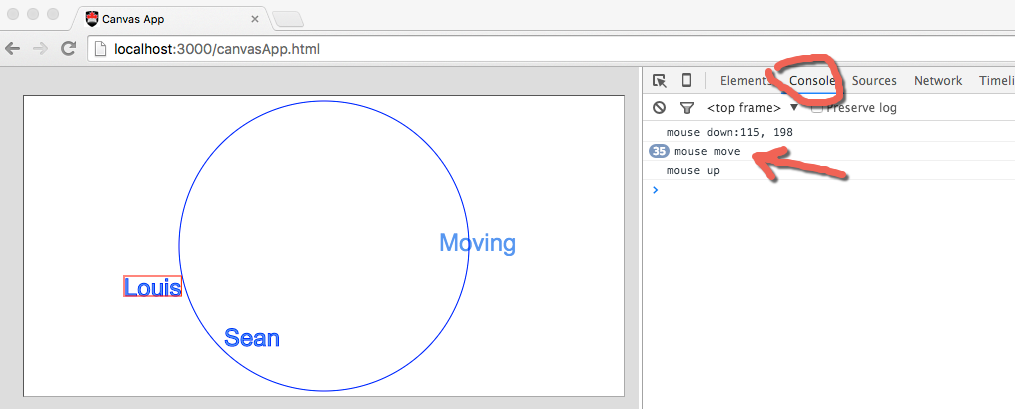 Canvas App
localhost:3000/canvasApp.html
Elements Console Sources Network Timeli
<top frame> Preserve log
mouse down:115, 198
35 mouse move
mouse up
Moving
Louis
Sean